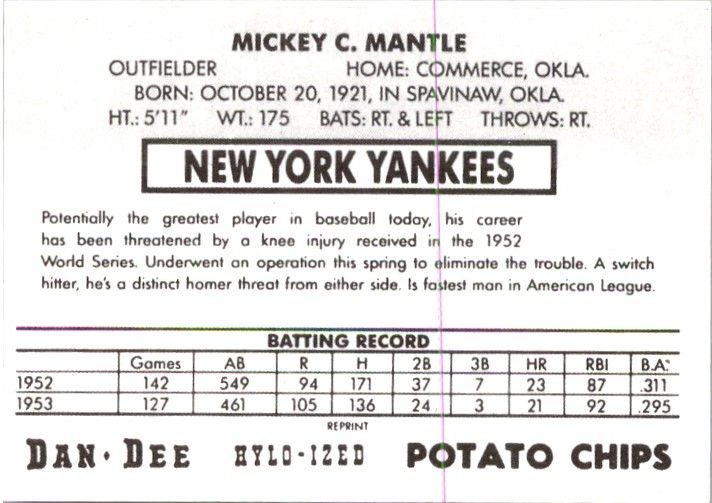 MICKEY C. MANTLE
OUTFIELDER HOME: COMMERCE, OKLA.
BORN: OCTOBER 20, 1921, IN SPAVINAW, OKLA.
HT.: 5'11" WT.: 175 BATS: RT. & LEFT THROWS: RT.
NEW YORK YANKEES
Potentially the greatest player in baseball today, his career
has been threatened by a knee injury received in the 1952
World Series. Underwent an operation this spring to eliminate the trouble. A switch
hitter, he's a distinct homer threat from either side. Is fastest man in American League.
BATTING RECORD
Games AB R H 2B 3B HR RBI B.A.
1952 142 549 94 171 37 7 23 87 .311
1953 127 461 105 136 24 3 21 92 .295
REPRINT
DAN·DEE HYLO-IZED POTATO CHIPS